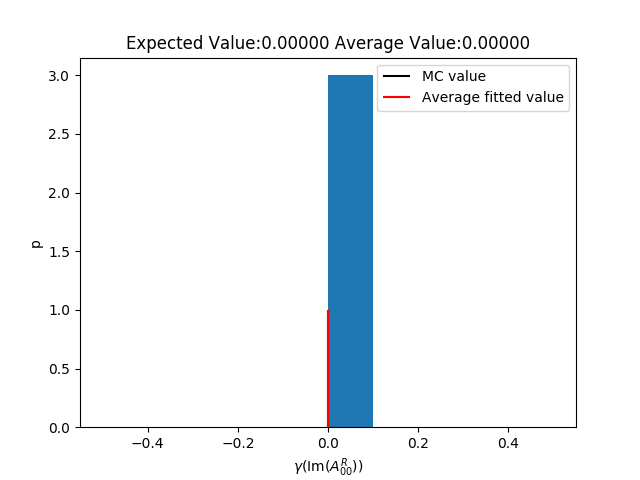 Expected Value:0.00000 Average Value:0.00000
MC value
Average fitted value
3.0
2.5
2.0
1.5
1.0
0.5
0.0
p
−0.4 −0.2 0.0 0.2 0.4
γ(Im(A^R_00))